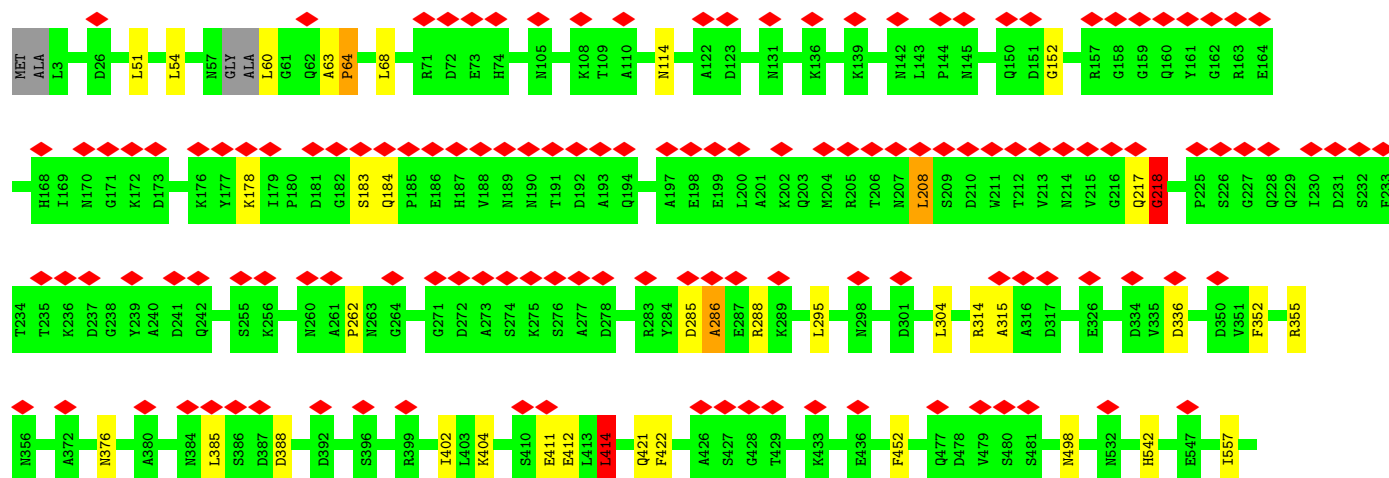 MET ALA L3 D26 L51 L54 N57 GLY ALA L60 G61 Q62 A63 P64 L68 R71 D72 E73 H74 N105 K108 T109 A110 N114 A122 D123 N131 K136 K139 N142 L143 P144 N145 Q150 D151 G152 R157 G158 G159 Q160 Y161 G162 R163 E164
H168 I169 N170 G171 K172 D173 K176 Y177 K178 I179 P180 D181 G182 S183 Q184 P185 E186 H187 V188 N189 N190 T191 D192 A193 Q194 A197 E198 E199 L200 A201 K202 Q203 M204 R205 T206 N207 L208 S209 D210 W211 T212 V213 N214 V215 G216 Q217 G218 P225 S226 G227 Q228 Q229 I230 D231 S232 F233
T234 T235 K236 D237 G238 Y239 A240 D241 Q242 S255 K256 N260 A261 P262 N263 G264 G271 D272 A273 S274 K275 S276 A277 D278 R283 Y284 D285 A286 E287 R288 K289 L295 N298 D301 L304 R314 A315 A316 D317 E326 D334 V335 D336 D350 V351 F352 R355
N356 A372 N376 A380 N384 L385 S386 D387 D388 D392 S396 R399 I402 L403 K404 S410 E411 E412 L413 L414 Q421 F422 A426 S427 G428 T429 K433 E436 F452 Q477 D478 V479 S480 S481 N498 N532 H542 E547 I557